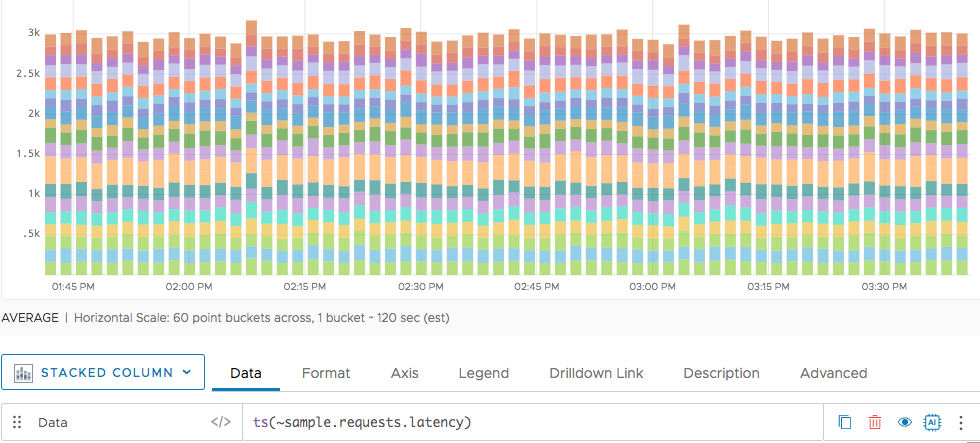 3k
2.5k
2k
1.5k
1k
.5k
01:45 PM 02:00 PM 02:15 PM 02:30 PM 02:45 PM 03:00 PM 03:15 PM 03:30 PM
AVERAGE | Horizontal Scale: 60 point buckets across, 1 bucket ~ 120 sec (est)
STACKED COLUMN Data Format Axis Legend Drilldown Link Description Advanced
Data </> ts(~sample.requests.latency) AI